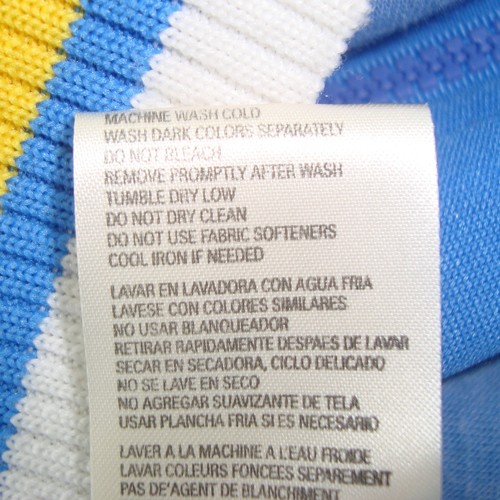 MACHINE WASH COLD
WASH DARK COLORS SEPARATELY
DO NOT BLEACH
REMOVE PROMPTLY AFTER WASH
TUMBLE DRY LOW
DO NOT DRY CLEAN
DO NOT USE FABRIC SOFTENERS
COOL IRON IF NEEDED
LAVAR EN LAVADORA CON AGUA FRIA
LAVESE CON COLORES SIMILARES
NO USAR BLANQUEADOR
RETIRAR RAPIDAMENTE DESPAES DE LAVAR
SECAR EN SECADORA, CICLO DELICADO
NO SE LAVE EN SECO
NO AGREGAR SUAVIZANTE DE TELA
USAR PLANCHA FRIA SI ES NECESARIO
LAVER A LA MACHINE A L'EAU FROIDE
LAVAR COLEURS FONCEES SEPAREMENT
PAS DE'AGENT DE BLANCHIMENT